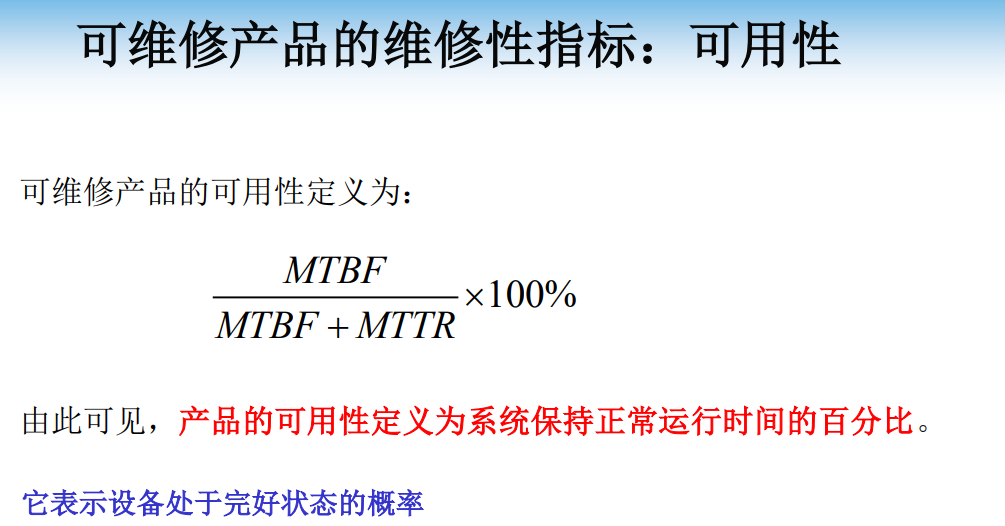 可维修产品的维修性指标：可用性
可维修产品的可用性定义为：
MTBF
×100%
MTBF + MTTR
由此可见，产品的可用性定义为系统保持正常运行时间的百分比。
它表示设备处于完好状态的概率